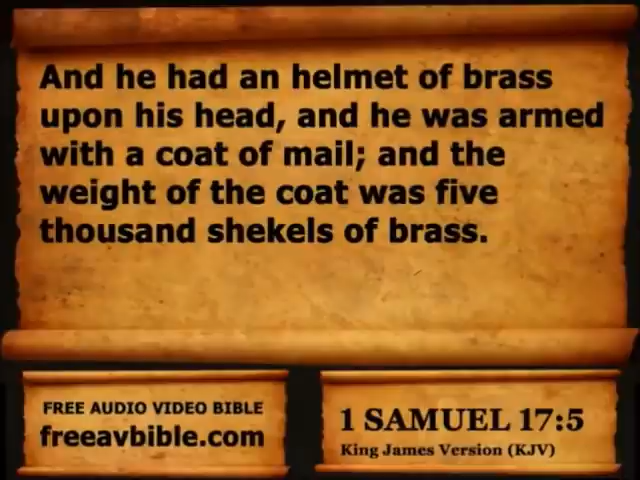 And he had an helmet of brass
upon his head, and he was armed
with a coat of mail; and the
weight of the coat was five
thousand shekels of brass.
FREE AUDIO VIDEO BIBLE
freeavbible.com
1 SAMUEL 17:5
King James Version (KJV)